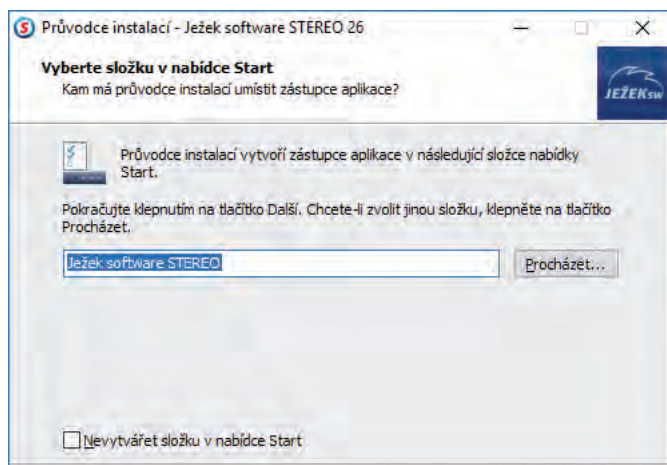 Průvodce instalací - Ježek software STEREO 26
Vyberte složku v nabídce Start
Kam má průvodce instalací umístit zástupce aplikace?
JEŽEKSW
Průvodce instalací vytvoří zástupce aplikace v následující složce nabídky
Start.
Pokračujte klepnutím na tlačítko Další. Chcete-li zvolit jinou složku, klepněte na tlačítko
Procházet.
Ježek software STEREO
Procházet...
Nevytvářet složku v nabídce Start